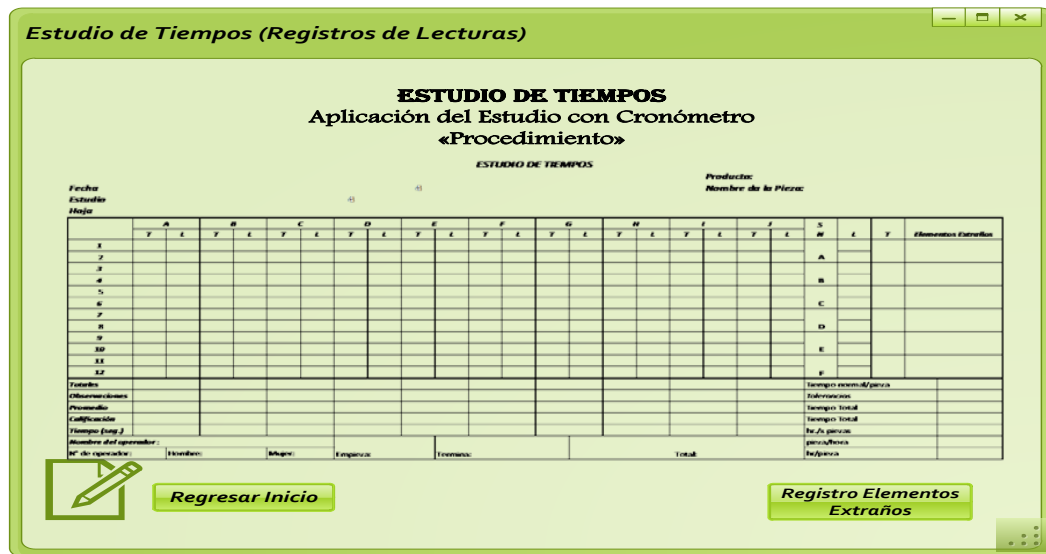 Estudio de Tiempos (Registros de Lecturas)
ESTUDIO DE TIEMPOS
Aplicación del Estudio con Cronómetro
«Procedimiento»
ESTUDIO DE TIEMPOS
Producto:
Fecha Nombre da la Pieza:
Estudio
Hoja
A B C D E F G H I J S
T L T L T L T L T L T L T L T L T L T L N L T Elementos Extraños
1
2 A
3
4 B
5
6 C
7
8 D
9
10 E
11
12 F
Totales Tiempo normal/pieza
Observaciones Tolerancias
Promedio Tiempo Total
Calificación Tiempo Total
Tiempo (seg.) hr./x piezas
Nombre del operador: pieza/hora
N° de operador: Hombre: Mujer: Empieza: Termina: Total: hr/pieza
Regresar Inicio
Registro Elementos
Extraños